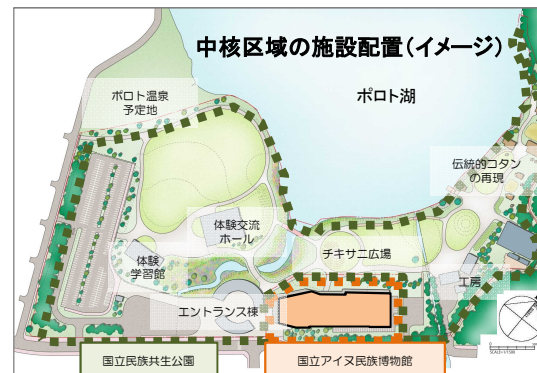 中核区域の施設配置(イメージ)
ポロト温泉
予定地
ポロト湖
伝統的コタン
の再現
体験交流
ホール
チキサニ広場
体験
学習館
工房
エントランス棟
国立民族共生公園
国立アイヌ民族博物館